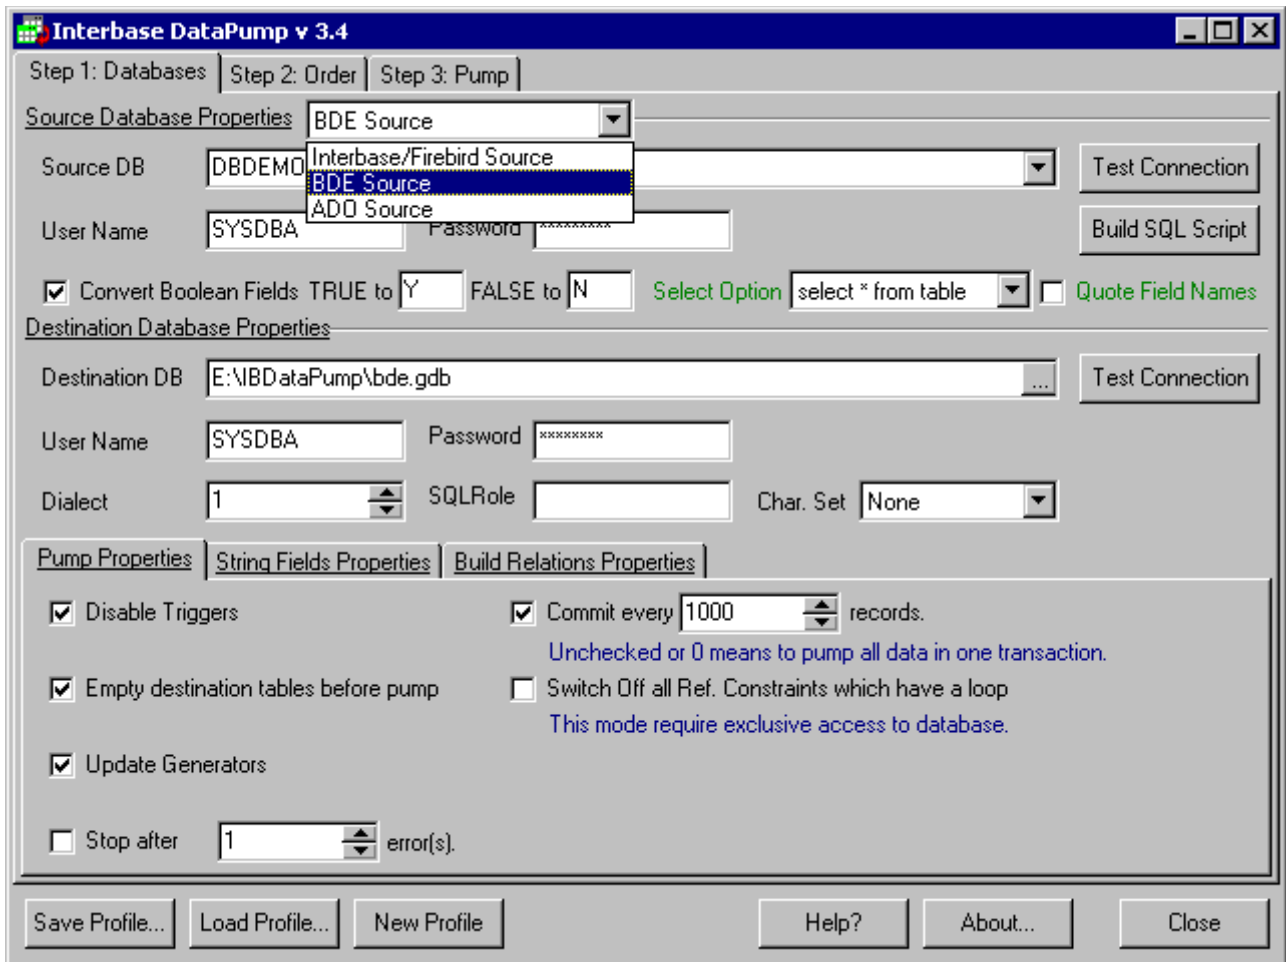 Interbase DataPump v 3.4
Step 1: Databases Step 2: Order Step 3: Pump
Source Database Properties BDE Source
Interbase/Firebird Source
Source DB DBDEMO Test Connection
BDE Source
ADO Source
User Name SYSDBA Password ********* Build SQL Script
Convert Boolean Fields TRUE to Y FALSE to N Select Option select * from table Quote Field Names
Destination Database Properties
Destination DB E:\IBDataPump\bde.gdb ... Test Connection
User Name SYSDBA Password ********
Dialect 1 SQLRole Char. Set None
Pump Properties String Fields Properties Build Relations Properties
Disable Triggers Commit every 1000 records.
Unchecked or 0 means to pump all data in one transaction.
Empty destination tables before pump Switch Off all Ref. Constraints which have a loop
This mode require exclusive access to database.
Update Generators
Stop after 1 error(s).
Save Profile... Load Profile... New Profile Help? About... Close